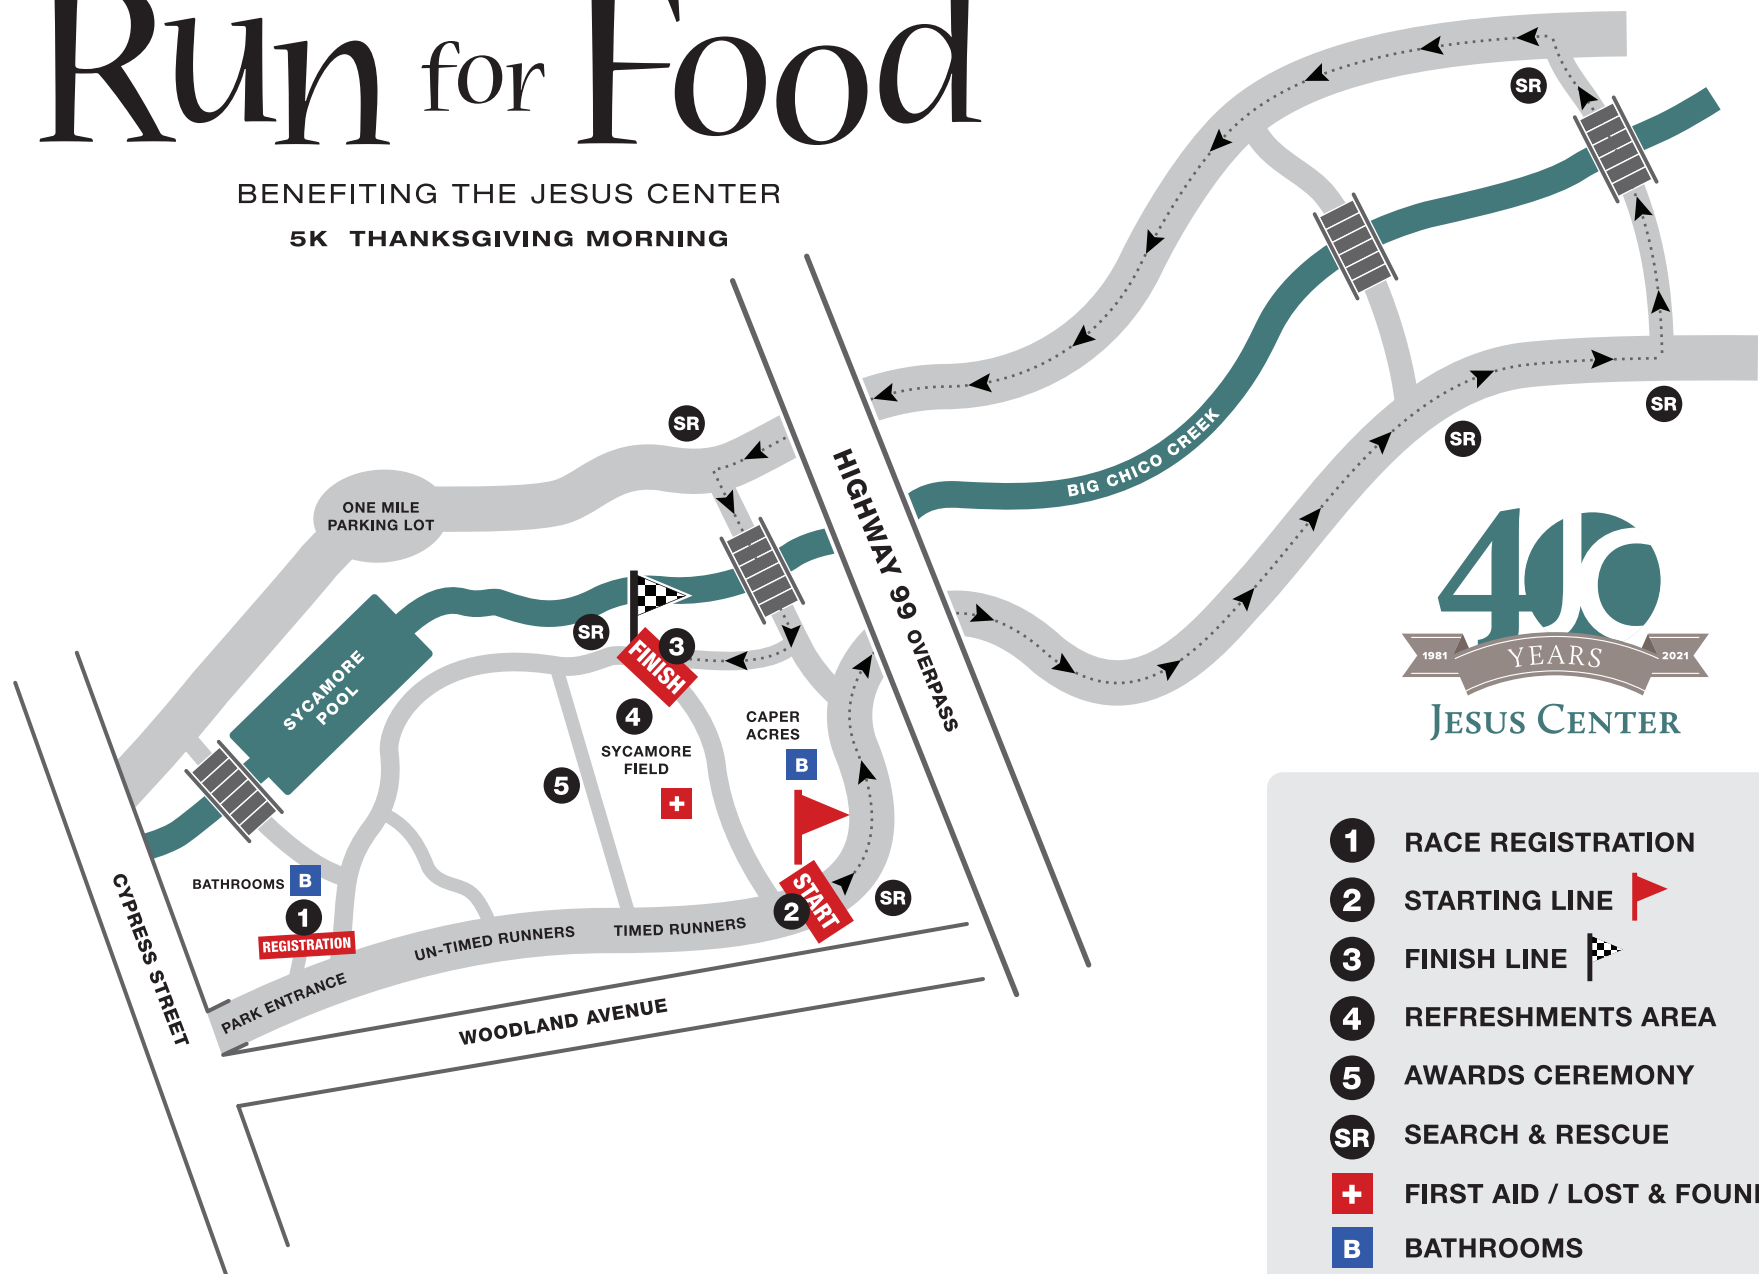 Run for Food
BENEFITING THE JESUS CENTER
5K THANKSGIVING MORNING
SR
SR
ONE MILE
PARKING LOT
HIGHWAY 99 OVERPASS
BIG CHICO CREEK
SR
SR
40
1981
YEARS
2021
JESUS CENTER
SR
FINISH
3
SYCAMORE
POOL
4
SYCAMORE
FIELD
CAPER
ACRES
B
5
START
2
SR
BATHROOMS
B
1
REGISTRATION
CYPRESS STREET
PARK ENTRANCE
UN-TIMED RUNNERS
TIMED RUNNERS
WOODLAND AVENUE
1 RACE REGISTRATION
2 STARTING LINE
3 FINISH LINE
4 REFRESHMENTS AREA
5 AWARDS CEREMONY
SR SEARCH & RESCUE
FIRST AID / LOST & FOUN
B BATHROOMS